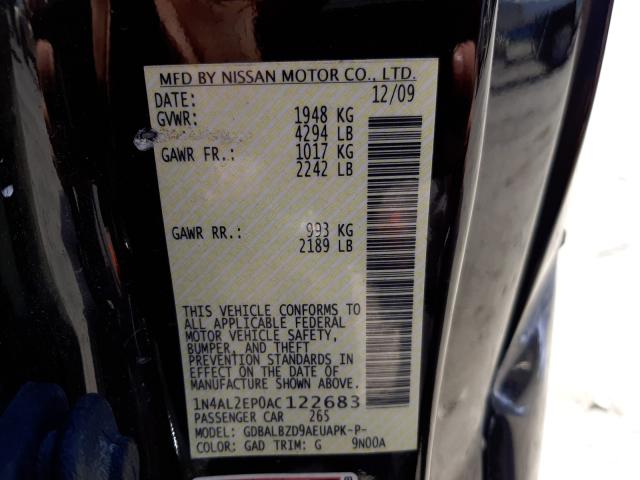 MFD BY NISSAN MOTOR CO., LTD.
DATE: 12/09
GVWR: 1948 KG
4294 LB
GAWR FR.: 1017 KG
2242 LB
GAWR RR.: 993 KG
2189 LB
THIS VEHICLE CONFORMS TO
ALL APPLICABLE FEDERAL
MOTOR VEHICLE SAFETY,
BUMPER, AND THEFT
PREVENTION STANDARDS IN
EFFECT ON THE DATE OF
MANUFACTURE SHOWN ABOVE.
1N4AL2EP0AC122683
PASSENGER CAR 265
MODEL: GDBALBZD9AEUAPK-P-
COLOR: GAD TRIM: G 9N00A